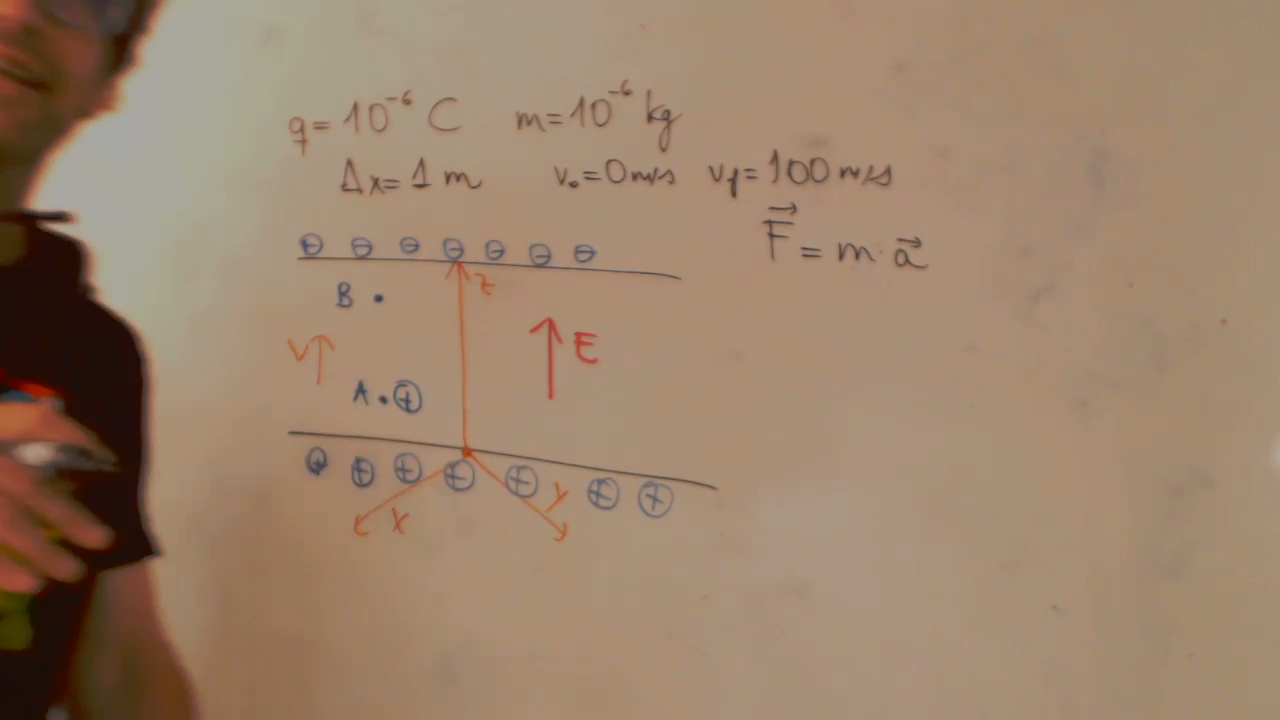 q = 10⁻⁶ C m = 10⁻⁶ kg
Δx = 1 m v₀ = 0 m/s v_f = 100 m/s
F⃗ = m · a⃗
⊖ ⊖ ⊖ ⊖ ⊖ ⊖ ⊖
z
B .
E
V
A . ⊕
⊕ ⊕ ⊕ ⊕ ⊕ ⊕ ⊕
x y